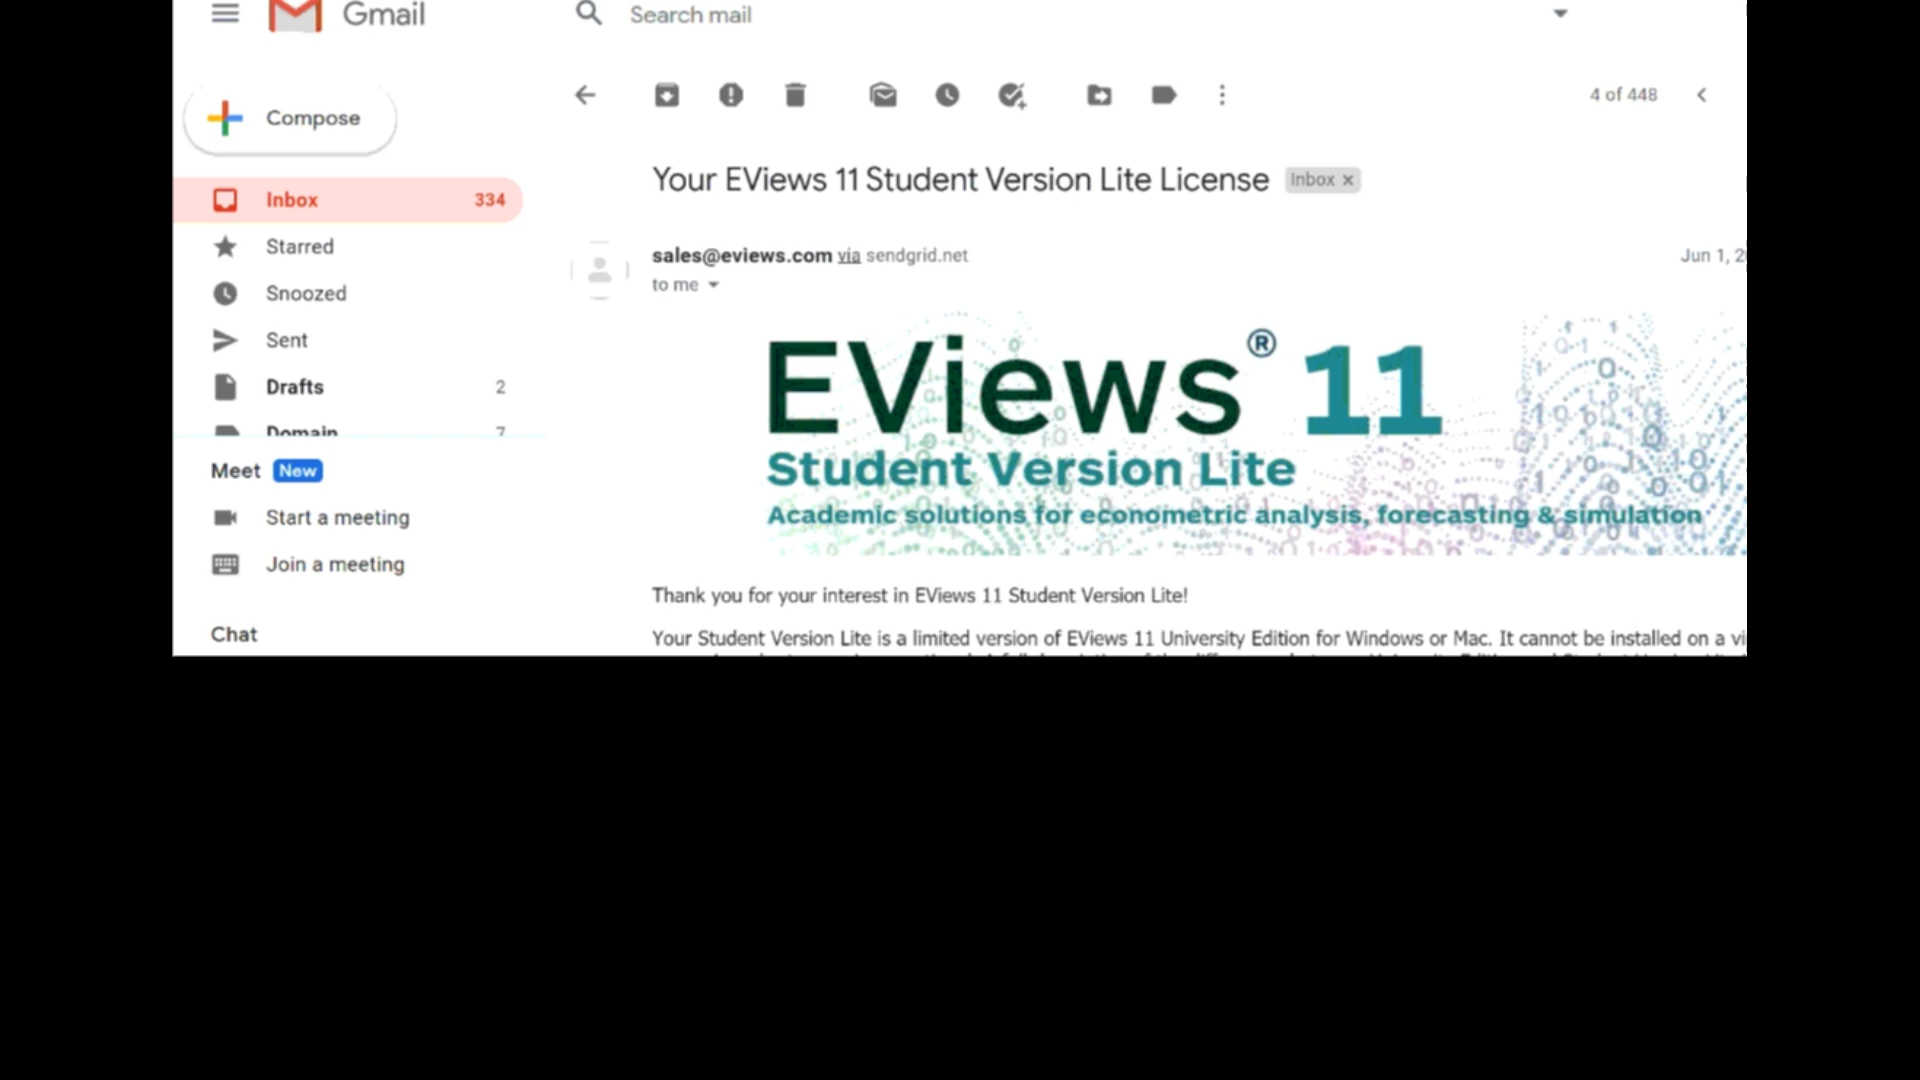 Gmail
Search mail
4 of 448
Compose
Your EViews 11 Student Version Lite License
Inbox
Inbox 334
Starred
Snoozed
Sent
Drafts 2
Domain 7
Meet New
Start a meeting
Join a meeting
Chat
sales@eviews.com via sendgrid.net
Jun 1,
to me
EViews® 11
Student Version Lite
Academic solutions for econometric analysis, forecasting & simulation
Thank you for your interest in EViews 11 Student Version Lite!
Your Student Version Lite is a limited version of EViews 11 University Edition for Windows or Mac. It cannot be installed on a